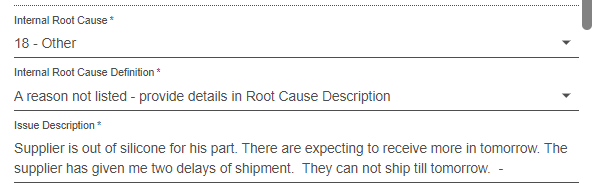 Internal Root Cause *
18 - Other
Internal Root Cause Definition *
A reason not listed - provide details in Root Cause Description
Issue Description *
Supplier is out of silicone for his part. There are expecting to receive more in tomorrow. The
supplier has given me two delays of shipment.  They can not ship till tomorrow.  -